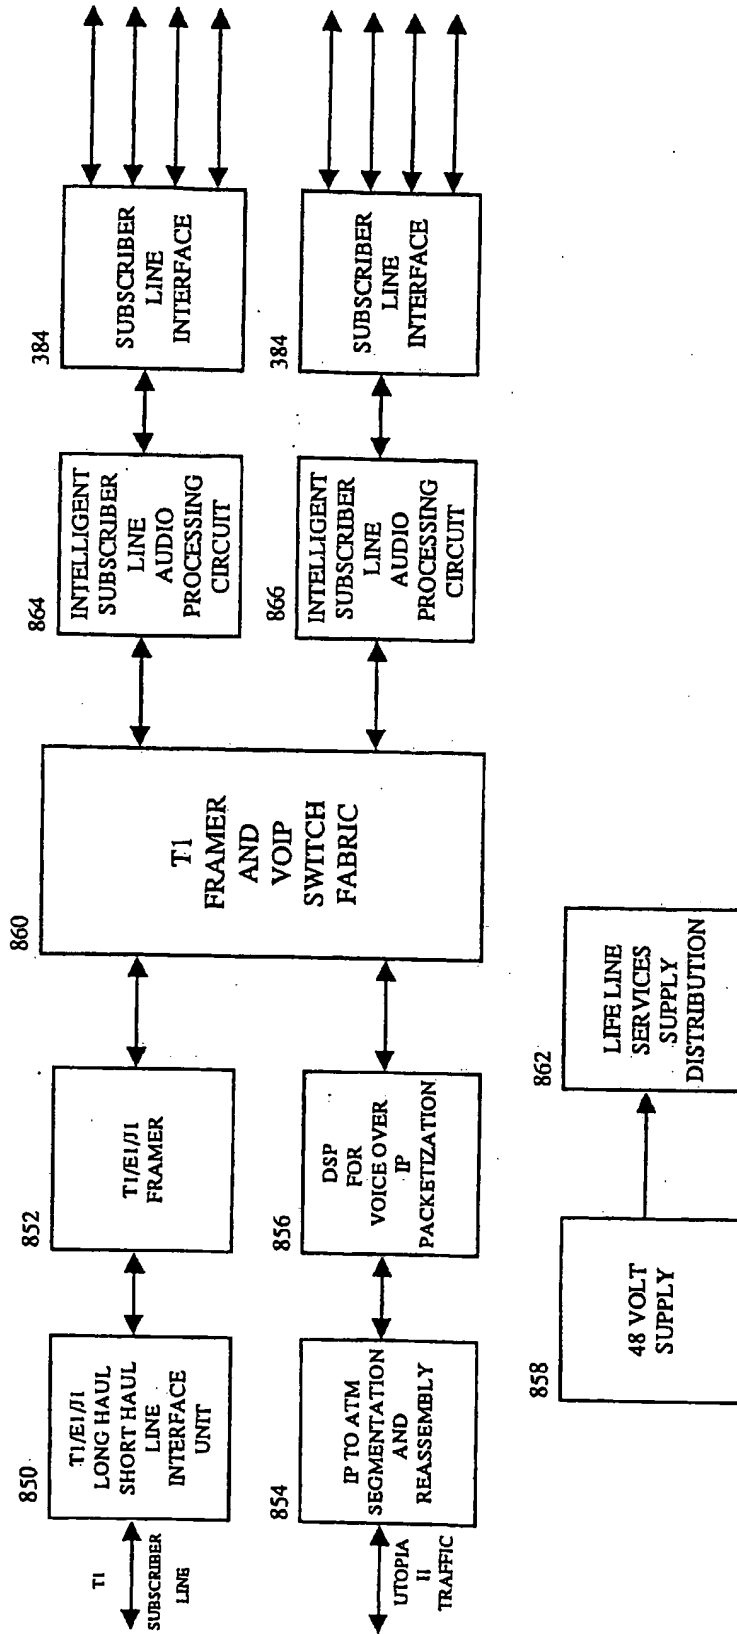 T1
SUBSCRIBER
LINE
850
T1/E1/J1
LONG HAUL
SHORT HAUL
LINE
INTERFACE
UNIT
852
T1/E1/J1
FRAMER
860
T1
FRAMER
AND
VOIP
SWITCH
FABRIC
864
INTELLIGENT
SUBSCRIBER
LINE
AUDIO
PROCESSING
CIRCUIT
384
SUBSCRIBER
LINE
INTERFACE
UTOPIA
II
TRAFFIC
854
IP TO ATM
SEGMENTATION
AND
REASSEMBLY
856
DSP
FOR
VOICE OVER
IP
PACKETIZATION
866
INTELLIGENT
SUBSCRIBER
LINE
AUDIO
PROCESSING
CIRCUIT
384
SUBSCRIBER
LINE
INTERFACE
858
48 VOLT
SUPPLY
862
LIFE LINE
SERVICES
SUPPLY
DISTRIBUTION